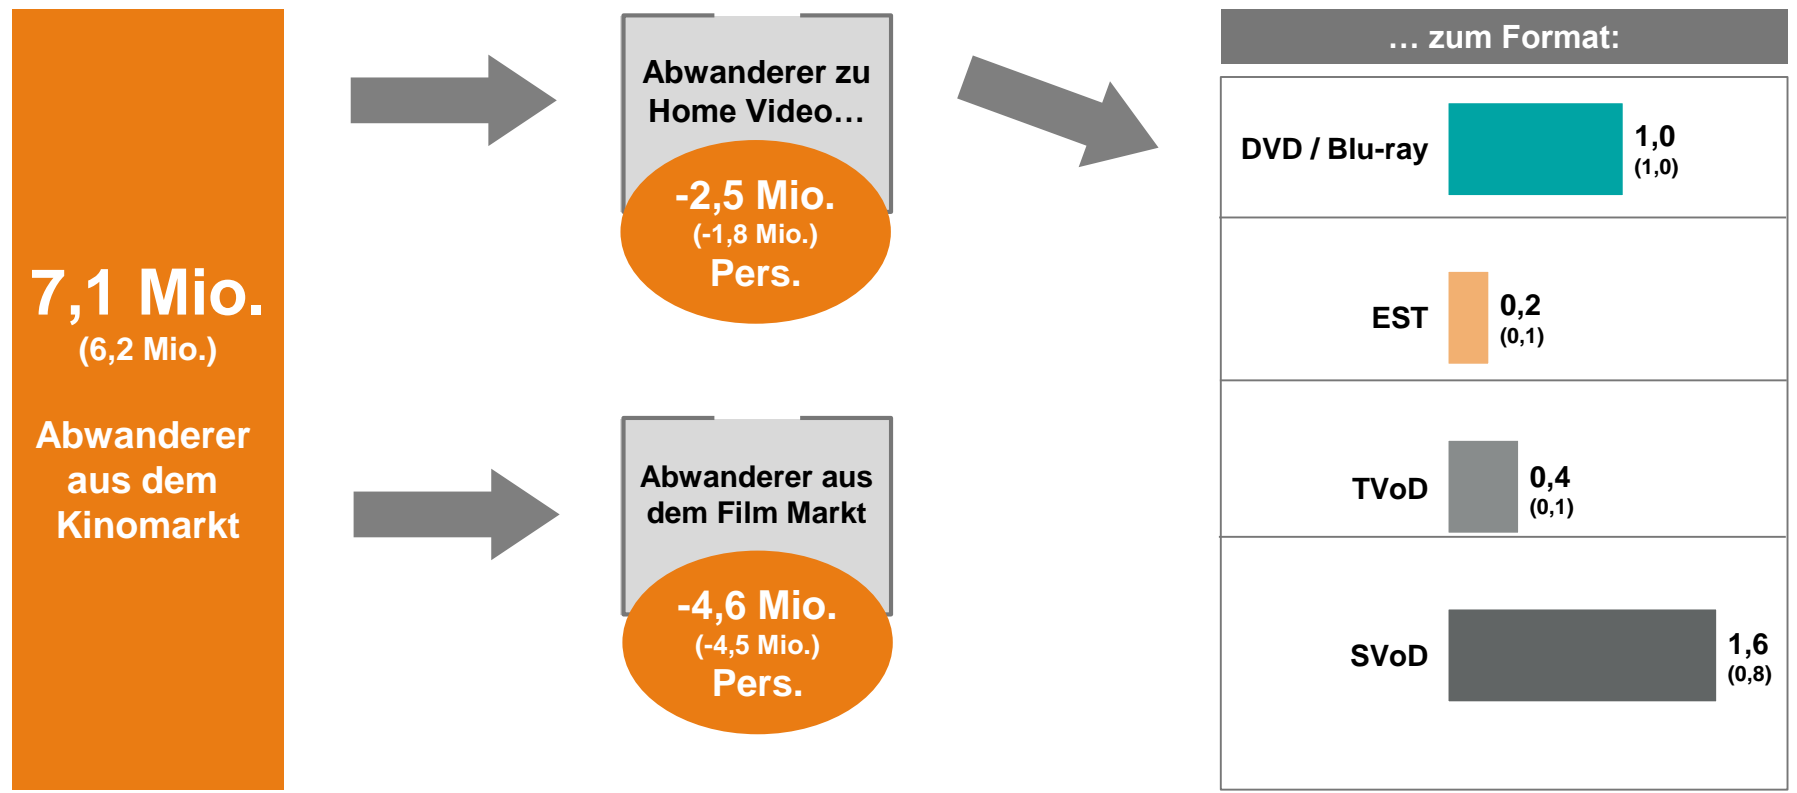 7,1 Mio.
(6,2 Mio.)
Abwanderer
aus dem
Kinomarkt
Abwanderer zu
Home Video…
-2,5 Mio.
(-1,8 Mio.)
Pers.
Abwanderer aus
dem Film Markt
-4,6 Mio.
(-4,5 Mio.)
Pers.
… zum Format:
DVD / Blu-ray
1,0
(1,0)
EST
0,2
(0,1)
TVoD
0,4
(0,1)
SVoD
1,6
(0,8)